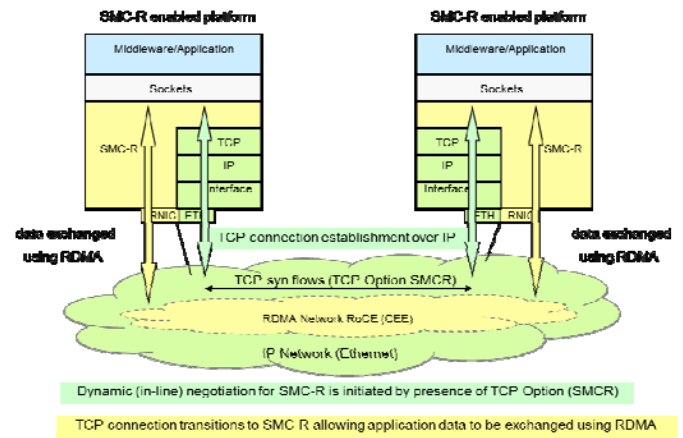 SMC-R enabled platform
SMC-R enabled platform
Middleware/Application
Middleware/Application
Sockets
Sockets
SMC-R
TCP
IP
Interface
TCP
IP
Interface
SMC-R
RNIC
ETH
ETH
RNIC
data exchanged
using RDMA
TCP connection establishment over IP
data exchanged
using RDMA
TCP syn flows (TCP Option SMCR)
RDMA Network RoCE (CEE)
IP Network (Ethernet)
Dynamic (in-line) negotiation for SMC-R is initiated by presence of TCP Option (SMCR)
TCP connection transitions to SMC-R allowing application data to be exchanged using RDMA